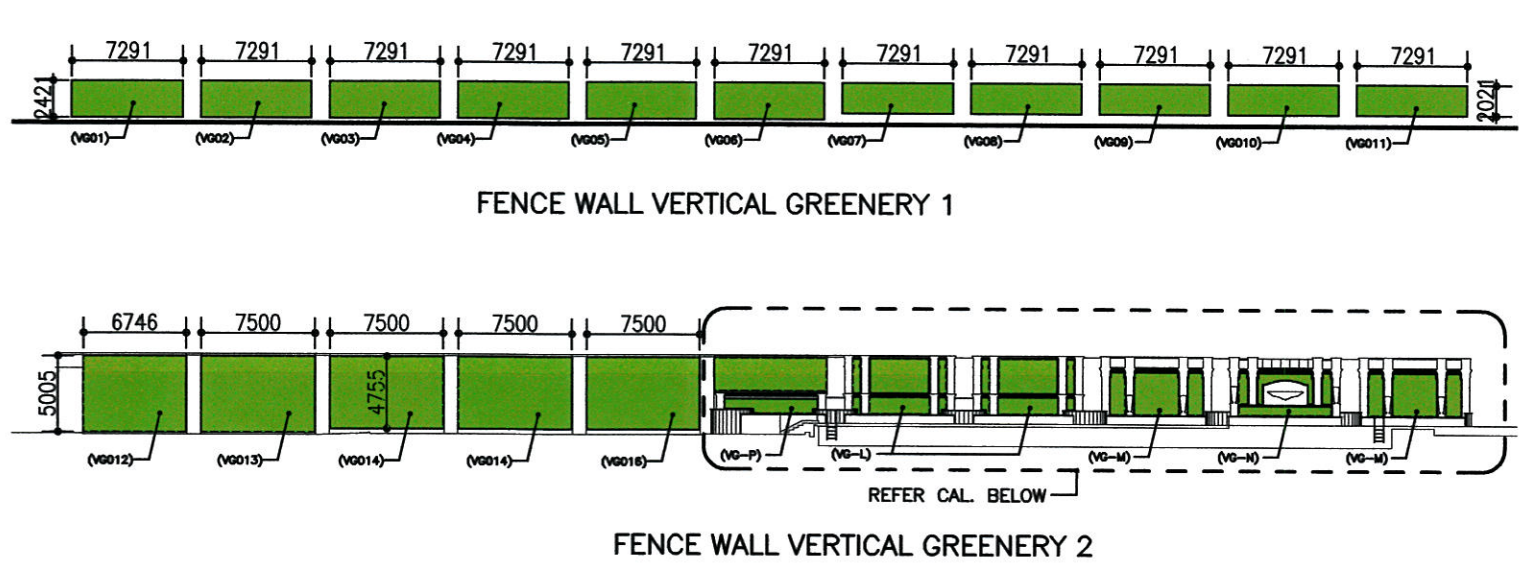 7291 7291 7291 7291 7291 7291 7291 7291 7291 7291 7291
2421
2021
(VG01) (VG02) (VG03) (VG04) (VG05) (VG06) (VG07) (VG08) (VG09) (VG010) (VG011)
FENCE WALL VERTICAL GREENERY 1
6746 7500 7500 7500 7500
5005
4755
(VG012) (VG013) (VG014) (VG014) (VG016) (VG-P) (VG-L) (VG-M) (VG-N) (VG-M)
REFER CAL. BELOW
FENCE WALL VERTICAL GREENERY 2